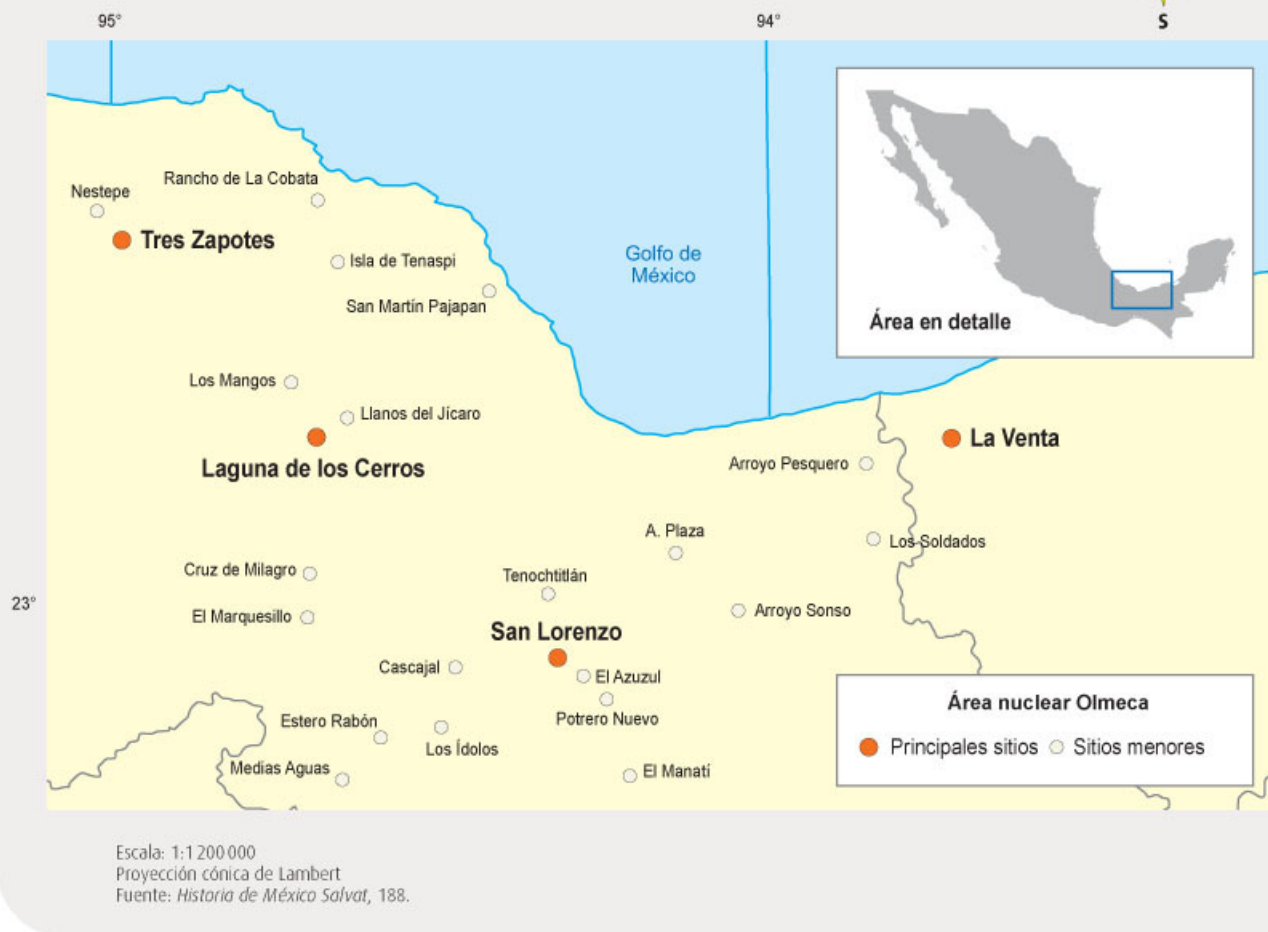 95°
94°
S
Rancho de La Cobata
Nestepe
Tres Zapotes
Isla de Tenaspi
San Martín Pajapan
Golfo de
México
Área en detalle
Los Mangos
Llanos del Jícaro
Laguna de los Cerros
La Venta
Arroyo Pesquero
A. Plaza
Los Soldados
Cruz de Milagro
Tenochtitlán
23°
El Marquesillo
Arroyo Sonso
San Lorenzo
Cascajal
El Azuzul
Potrero Nuevo
Estero Rabón
Los Ídolos
Medias Aguas
El Manatí
Área nuclear Olmeca
Principales sitios
Sitios menores
Escala: 1:1 200 000
Proyección cónica de Lambert
Fuente: Historia de México Salvat, 188.